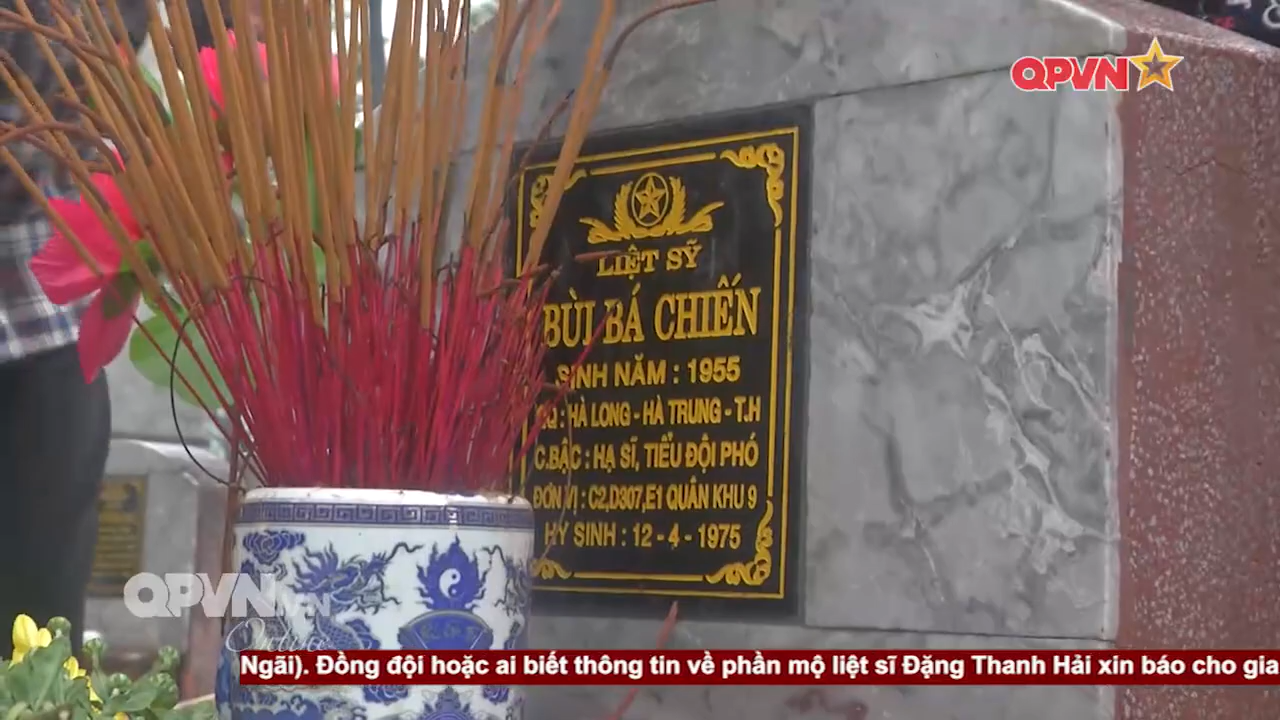 QPVN
LIỆT SỸ
BÙI BÁ CHIẾN
SINH NĂM : 1955
QQ : HÀ LONG - HÀ TRUNG - T.H
C.BẬC : HẠ SĨ, TIỂU ĐỘI PHÓ
ĐƠN VỊ : C2,D307,E1 QUÂN KHU 9
HY SINH : 12 - 4 - 1975
QPVN.VN
Online
Ngãi). Đồng đội hoặc ai biết thông tin về phần mộ liệt sĩ Đặng Thanh Hải xin báo cho gia